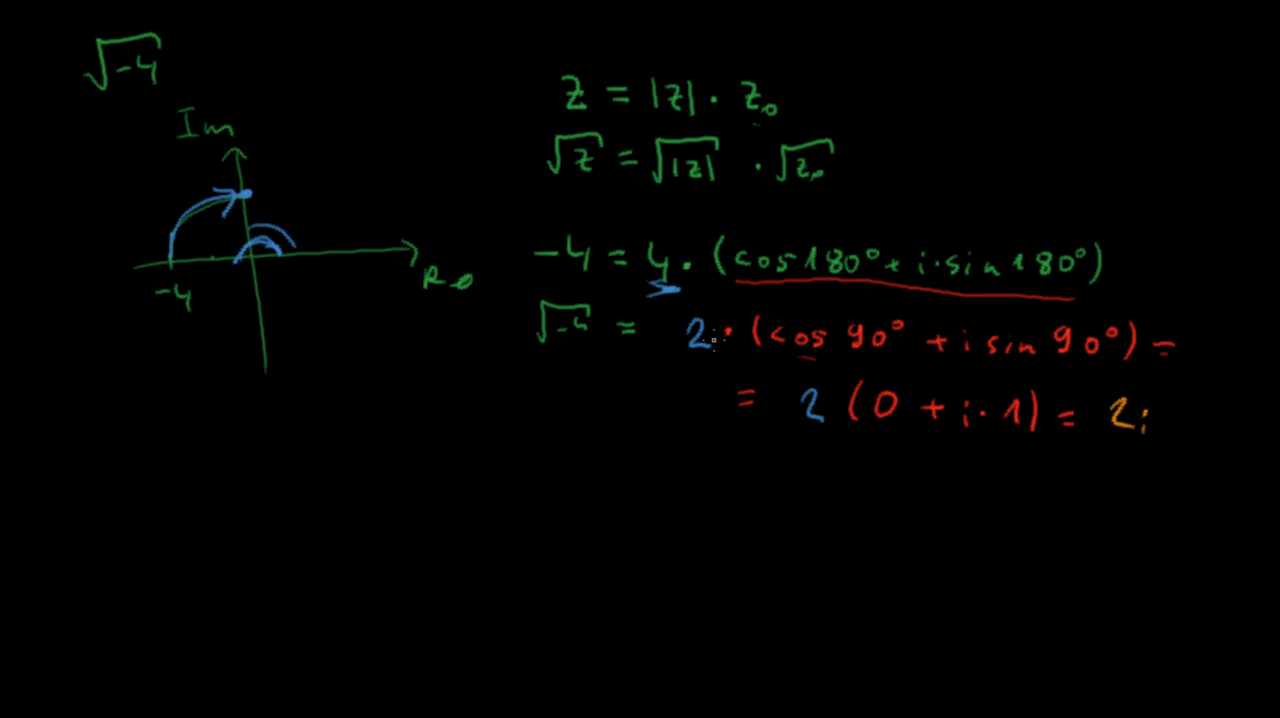 √-4
Im
-4
Re
z = |z| · z₀
√z = √|z| · √z₀
-4 = 4 · (cos 180° + i · sin 180°)
√-4 = 2 · (cos 90° + i sin 90°) =
= 2 (0 + i · 1) = 2i